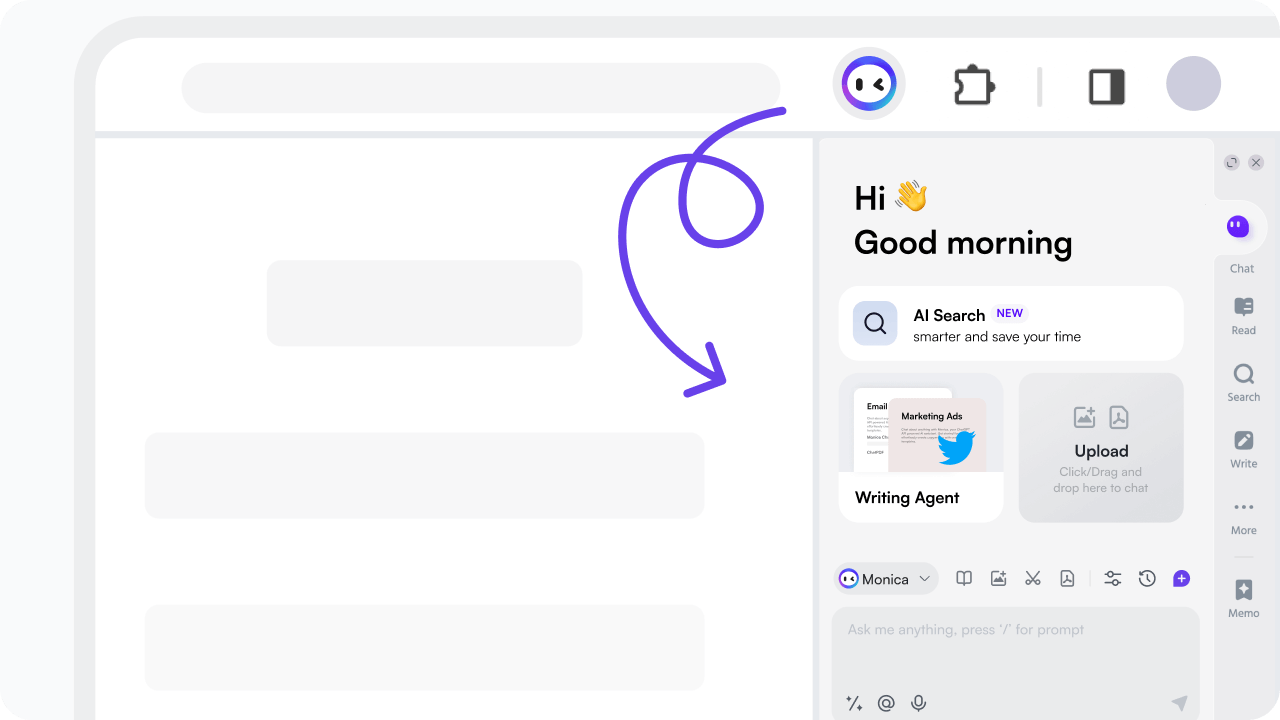 Hi 👋
Good morning
AI Search NEW
smarter and save your time
Email
Marketing Ads
ChatPDF
Writing Agent
Upload
Click/Drag and
drop here to chat
Monica
Ask me anything, press ‘/’ for prompt
Chat
Read
Search
Write
More
Memo